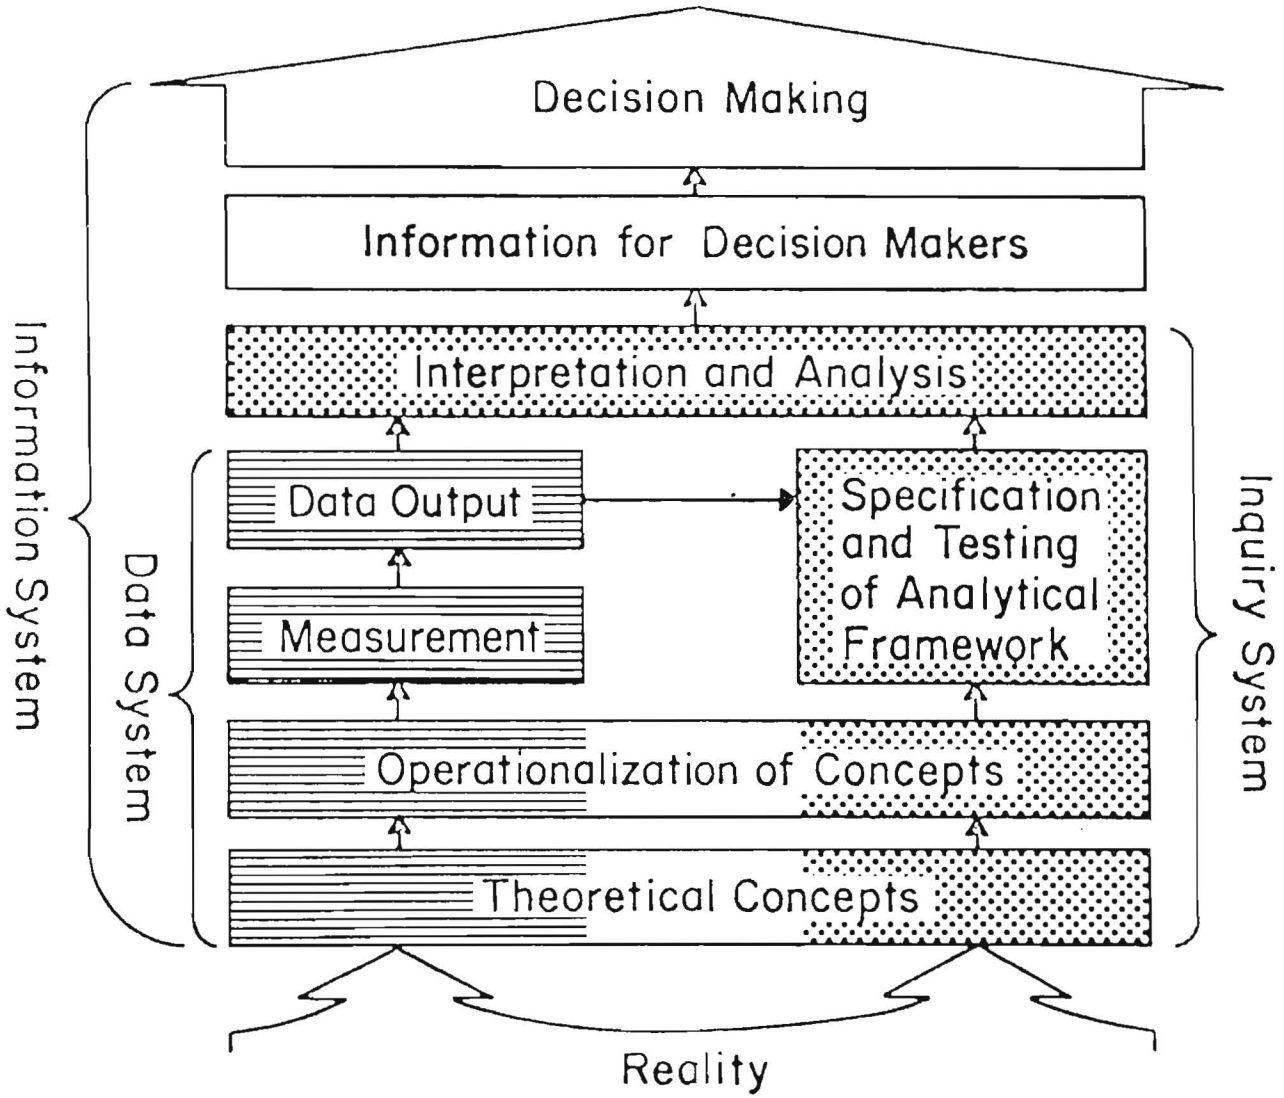 Decision Making
Information for Decision Makers
Interpretation and Analysis
Data Output
Specification
and Testing
of Analytical
Framework
Measurement
Operationalization of Concepts
Theoretical Concepts
Reality
Information System
Data System
Inquiry System